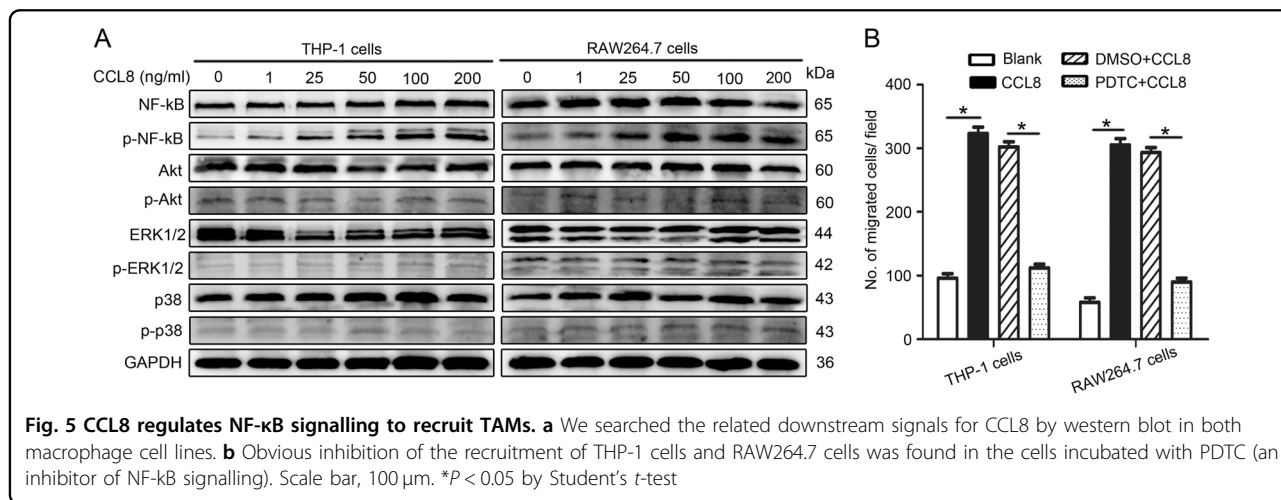 A
THP-1 cells RAW264.7 cells
CCL8 (ng/ml) 0 1 25 50 100 200 0 1 25 50 100 200 kDa
NF-kB 65
p-NF-kB 65
Akt 60
p-Akt 60
ERK1/2 44
p-ERK1/2 42
p38 43
p-p38 43
GAPDH 36
B
Blank DMSO+CCL8
CCL8 PDTC+CCL8
No. of migrated cells/ field
400
300
200
100
0
* * * *
THP-1 cells RAW264.7 cells
Fig. 5 CCL8 regulates NF-κB signalling to recruit TAMs. a We searched the related downstream signals for CCL8 by western blot in both
macrophage cell lines. b Obvious inhibition of the recruitment of THP-1 cells and RAW264.7 cells was found in the cells incubated with PDTC (an
inhibitor of NF-kB signalling). Scale bar, 100 μm. *P < 0.05 by Student's t-test